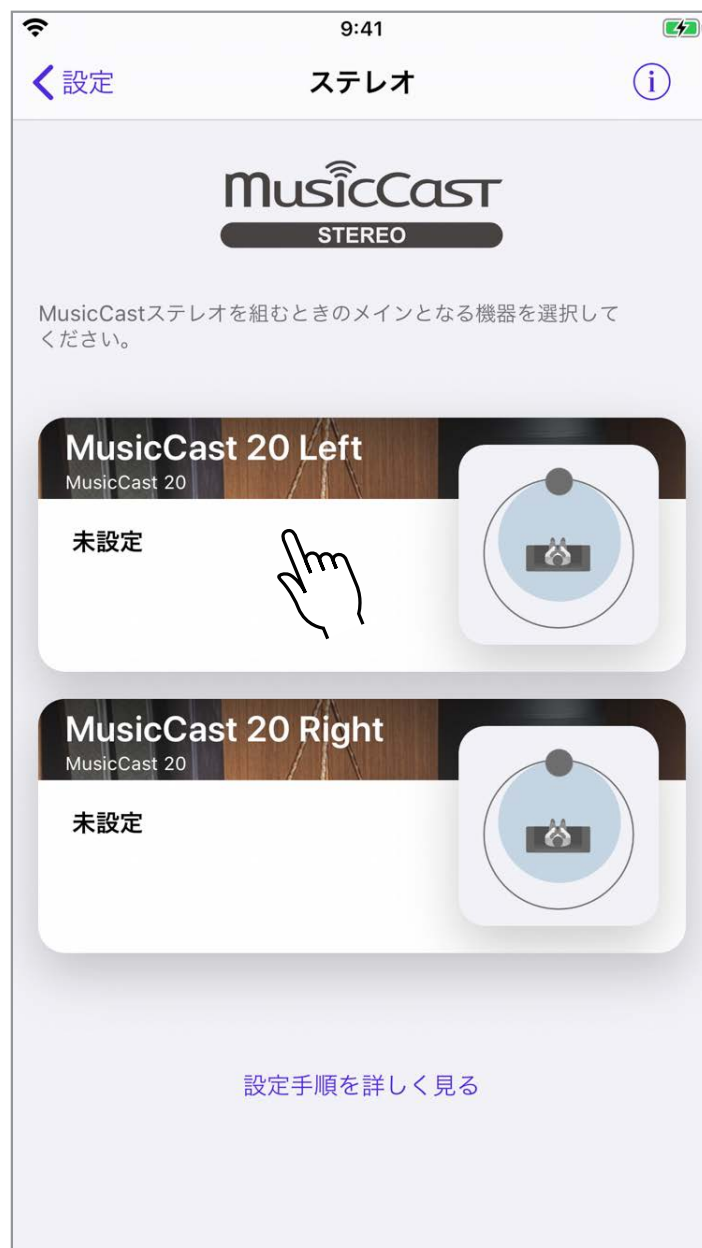 9:41
設定
ステレオ
i
MusicCast
STEREO
MusicCastステレオを組むときのメインとなる機器を選択して
ください。
MusicCast 20 Left
MusicCast 20
未設定
MusicCast 20 Right
MusicCast 20
未設定
設定手順を詳しく見る